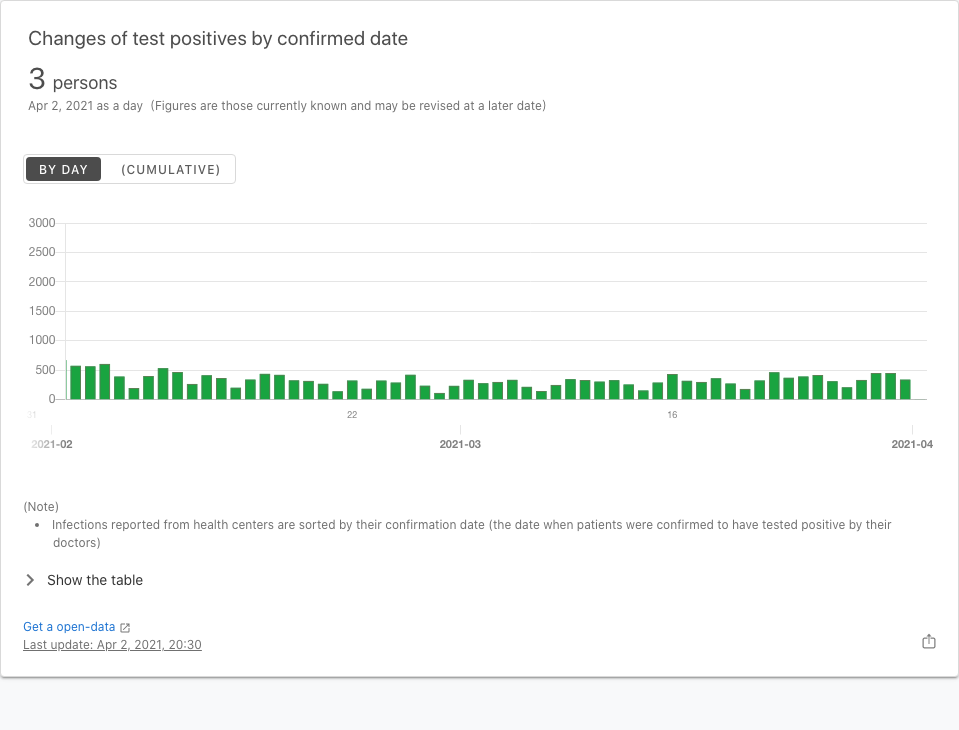 Changes of test positives by confirmed date
3 persons
Apr 2, 2021 as a day (Figures are those currently known and may be revised at a later date)
BY DAY (CUMULATIVE)
3000
2500
2000
1500
1000
500
0
22 16
2021-02 2021-03 2021-04
(Note)
• Infections reported from health centers are sorted by their confirmation date (the date when patients were confirmed to have tested positive by their
doctors)
Show the table
Get a open-data
Last update: Apr 2, 2021, 20:30